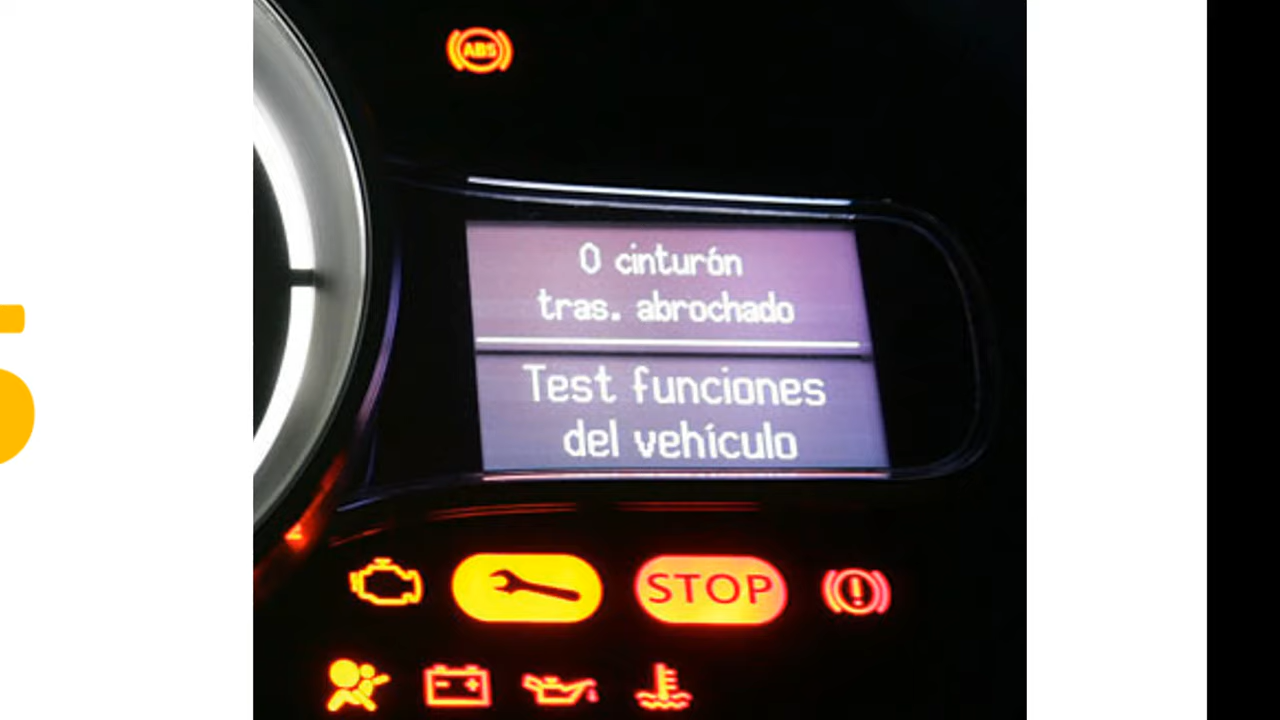 ABS
0 cinturón
tras. abrochado
Test funciones
del vehículo
STOP